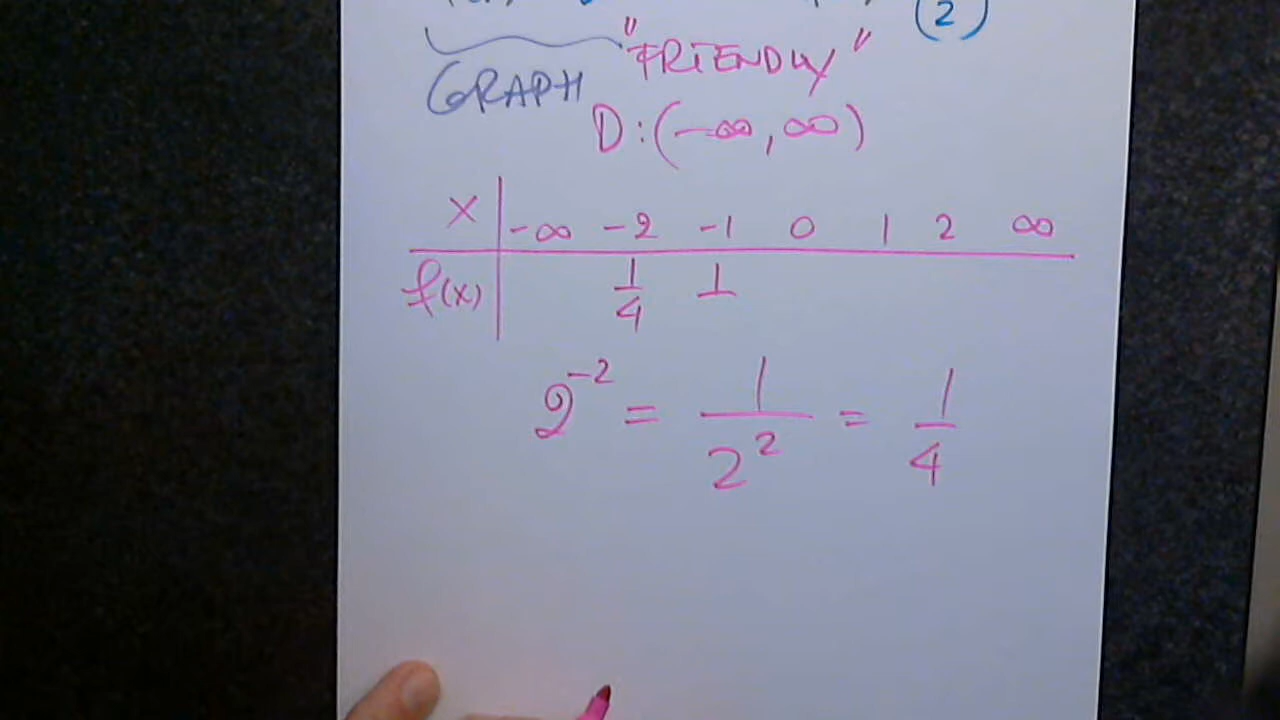 (2)
"FRIENDLY"
GRAPH
D:(-∞,∞)
x -∞ -2 -1 0 1 2 ∞
f(x) 1/4 1
2^-2 = 1/2^2 = 1/4